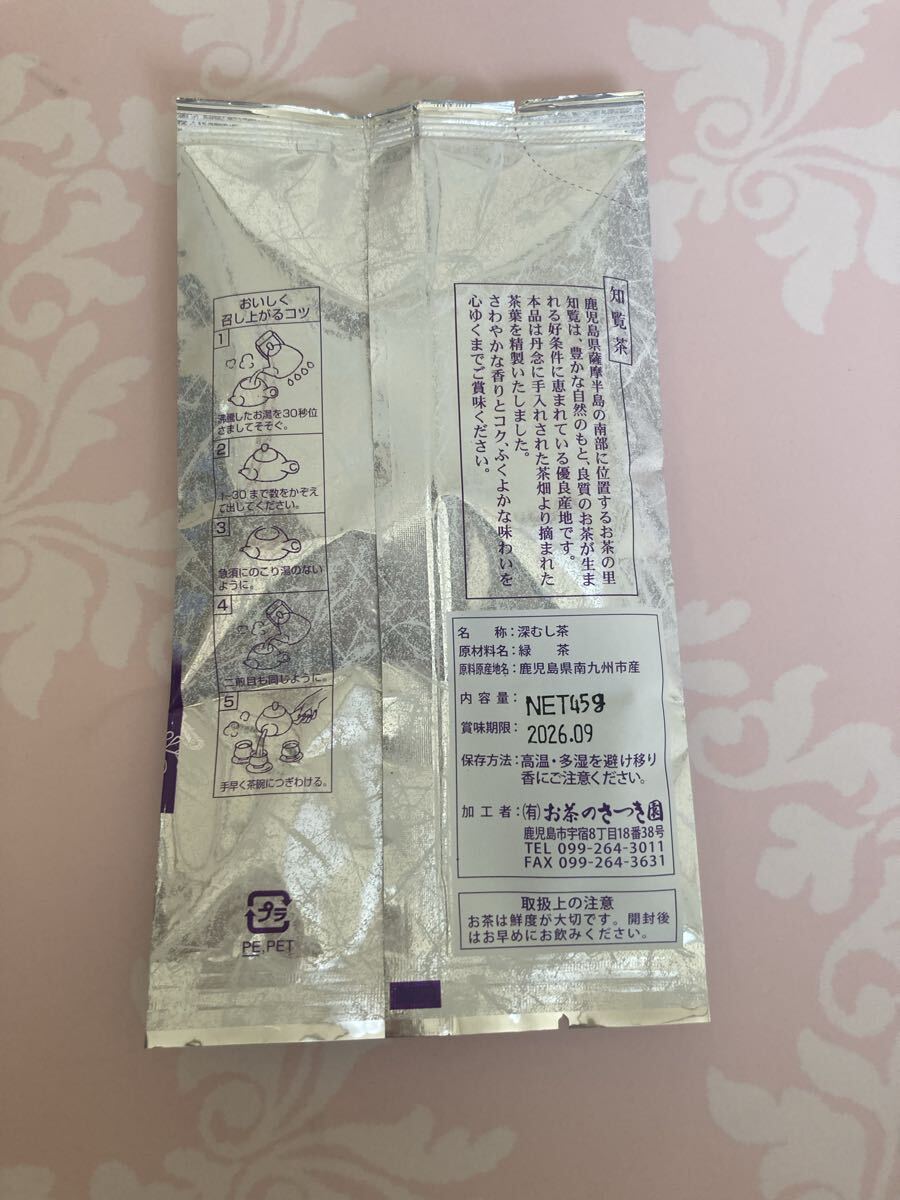 おいしく
召し上がるコツ
1
沸騰したお湯を30秒位
さましてそそぐ。
2
1~30まで数をかぞえ
て出してください。
3
急須にのこり湯のない
ように。
4
二煎目も同じように。
5
手早く茶碗につぎわける。
プラ
PE,PET
知覧茶
鹿児島県薩摩半島の南部に位置するお茶の里
知覧は、豊かな自然のもと、良質のお茶が生ま
れる好条件に恵まれている優良産地です。
本品は丹念に手入れされた茶畑より摘まれた
茶葉を精製いたしました。
さわやかな香りとコク、ふくよかな味わいを
心ゆくまでご賞味ください。
名　　称：深むし茶
原材料名：緑　　茶
原料原産地名：鹿児島県南九州市産
内容量：NET45g
賞味期限：2026.09
保存方法：高温・多湿を避け移り
香にご注意ください。
加工者：(有)お茶のさつき園
鹿児島市宇宿8丁目18番38号
TEL 099-264-3011
FAX 099-264-3631
取扱上の注意
お茶は鮮度が大切です。開封後
はお早めにお飲みください。